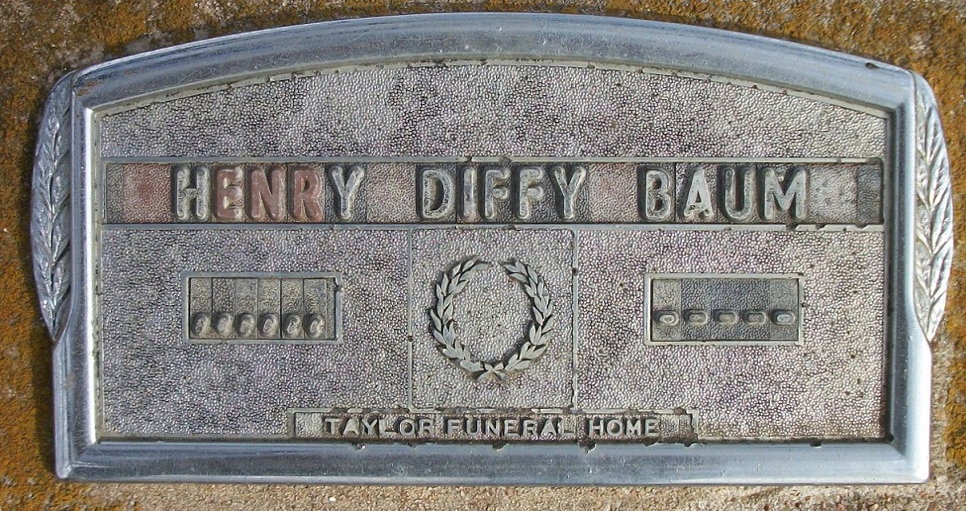 HENRY DIFFY BAUM
TAYLOR FUNERAL HOME